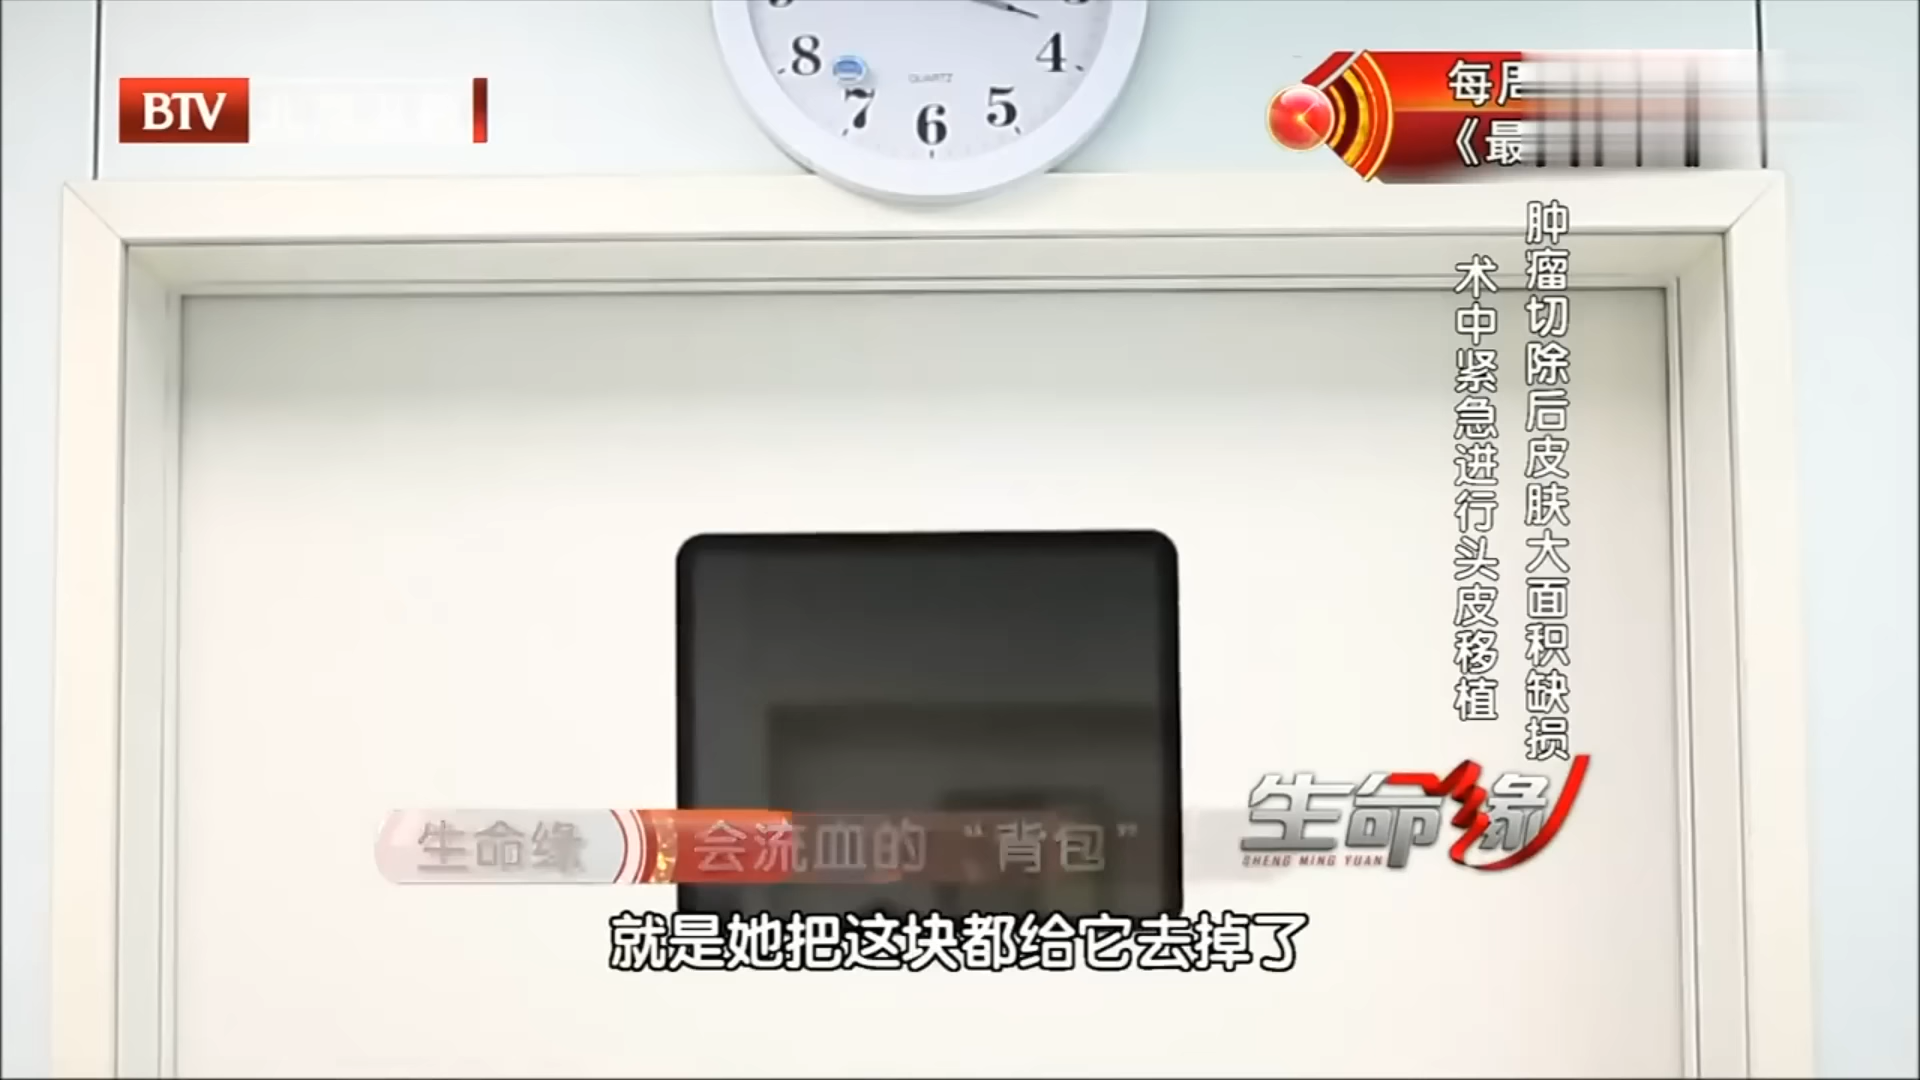 8
4
7
6
5
QUARTZ
BTV
每周
《最
肿瘤切除后皮肤大面积缺损
术中紧急进行头皮移植
生命缘
SHENG MING YUAN
生命缘
会流血的“背包”
就是她把这块都给它去掉了